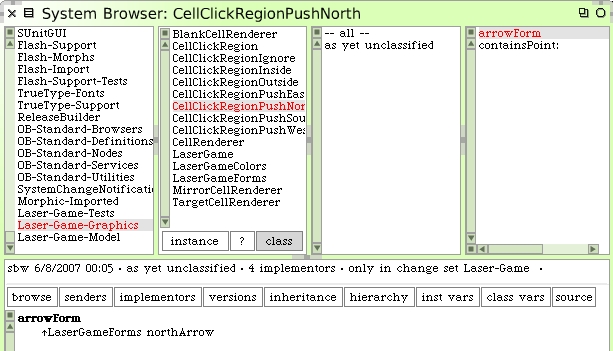 System Browser: CellClickRegionPushNorth
SUnitGUI
Flash-Support
Flash-Morphs
Flash-Import
Flash-Support-Tests
TrueType-Fonts
TrueType-Support
ReleaseBuilder
OB-Standard-Browsers
OB-Standard-Definitions
OB-Standard-Nodes
OB-Standard-Services
OB-Standard-Utilities
SystemChangeNotificatio
Morphic-Imported
Laser-Game-Tests
Laser-Game-Graphics
Laser-Game-Model
BlankCellRenderer
CellClickRegion
CellClickRegionIgnore
CellClickRegionInside
CellClickRegionOutside
CellClickRegionPushEas
CellClickRegionPushNor
CellClickRegionPushSou
CellClickRegionPushWes
CellRenderer
LaserGame
LaserGameColors
LaserGameForms
MirrorCellRenderer
TargetCellRenderer
instance ? class
-- all --
as yet unclassified
arrowForm
containsPoint:
sbw 6/8/2007 00:05 · as yet unclassified · 4 implementors · only in change set Laser-Game ·
browse senders implementors versions inheritance hierarchy inst vars class vars source
arrowForm
↑LaserGameForms northArrow